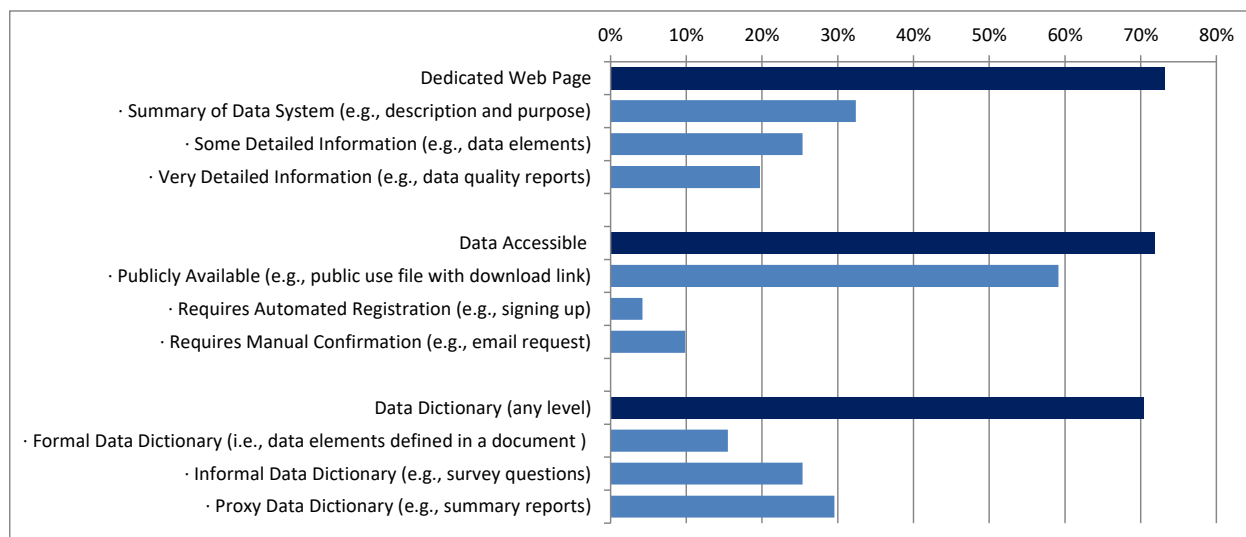 0% 10% 20% 30% 40% 50% 60% 70% 80%
Dedicated Web Page
· Summary of Data System (e.g., description and purpose)
· Some Detailed Information (e.g., data elements)
· Very Detailed Information (e.g., data quality reports)
Data Accessible
· Publicly Available (e.g., public use file with download link)
· Requires Automated Registration (e.g., signing up)
· Requires Manual Confirmation (e.g., email request)
Data Dictionary (any level)
· Formal Data Dictionary (i.e., data elements defined in a document )
· Informal Data Dictionary (e.g., survey questions)
· Proxy Data Dictionary (e.g., summary reports)